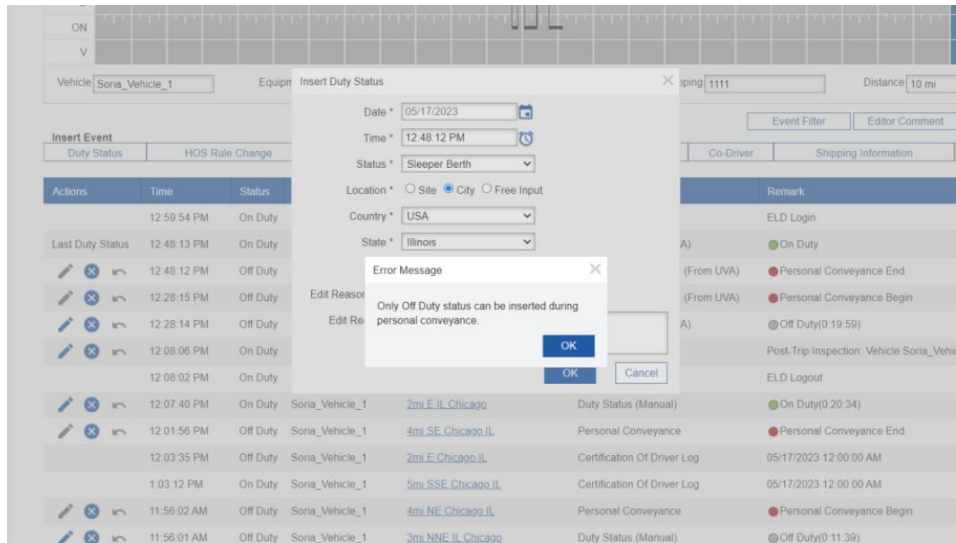 ON
V
Vehicle Soria_Vehicle_1 Equipm pping 1111 Distance 10 mi
Insert Duty Status
Date * 05/17/2023
Time * 12:48:12 PM
Status * Sleeper Berth
Location * Site City Free Input
Country * USA
State * Illinois
Edit Reason
Edit Re
OK Cancel
Error Message
Only Off Duty status can be inserted during
personal conveyance.
OK
Event Filter Editor Comment
Insert Event
Duty Status HOS Rule Change Co-Driver Shipping Information
Actions Time Status Remark
12:59:54 PM On Duty ELD Login
Last Duty Status 12:48:13 PM On Duty A) On Duty
12:48:12 PM Off Duty (From UVA) Personal Conveyance End
12:28:15 PM Off Duty (From UVA) Personal Conveyance Begin
12:28:14 PM Off Duty A) Off Duty(0:19:59)
12:08:06 PM On Duty Post-Trip Inspection: Vehicle Soria_Vehi
12:08:02 PM On Duty ELD Logout
12:07:40 PM On Duty Soria_Vehicle_1 2mi E IL Chicago Duty Status (Manual) On Duty(0:20:34)
12:01:56 PM Off Duty Soria_Vehicle_1 4mi SE Chicago IL Personal Conveyance Personal Conveyance End
12:03:35 PM Off Duty Soria_Vehicle_1 2mi E Chicago IL Certification Of Driver Log 05/17/2023 12:00:00 AM
1:03:12 PM On Duty Soria_Vehicle_1 5mi SSE Chicago IL Certification Of Driver Log 05/17/2023 12:00:00 AM
11:56:02 AM Off Duty Soria_Vehicle_1 4mi NE Chicago IL Personal Conveyance Personal Conveyance Begin
11:56:01 AM Off Duty Soria_Vehicle_1 3mi NNE IL Chicago Duty Status (Manual) Off Duty(0:11:39)